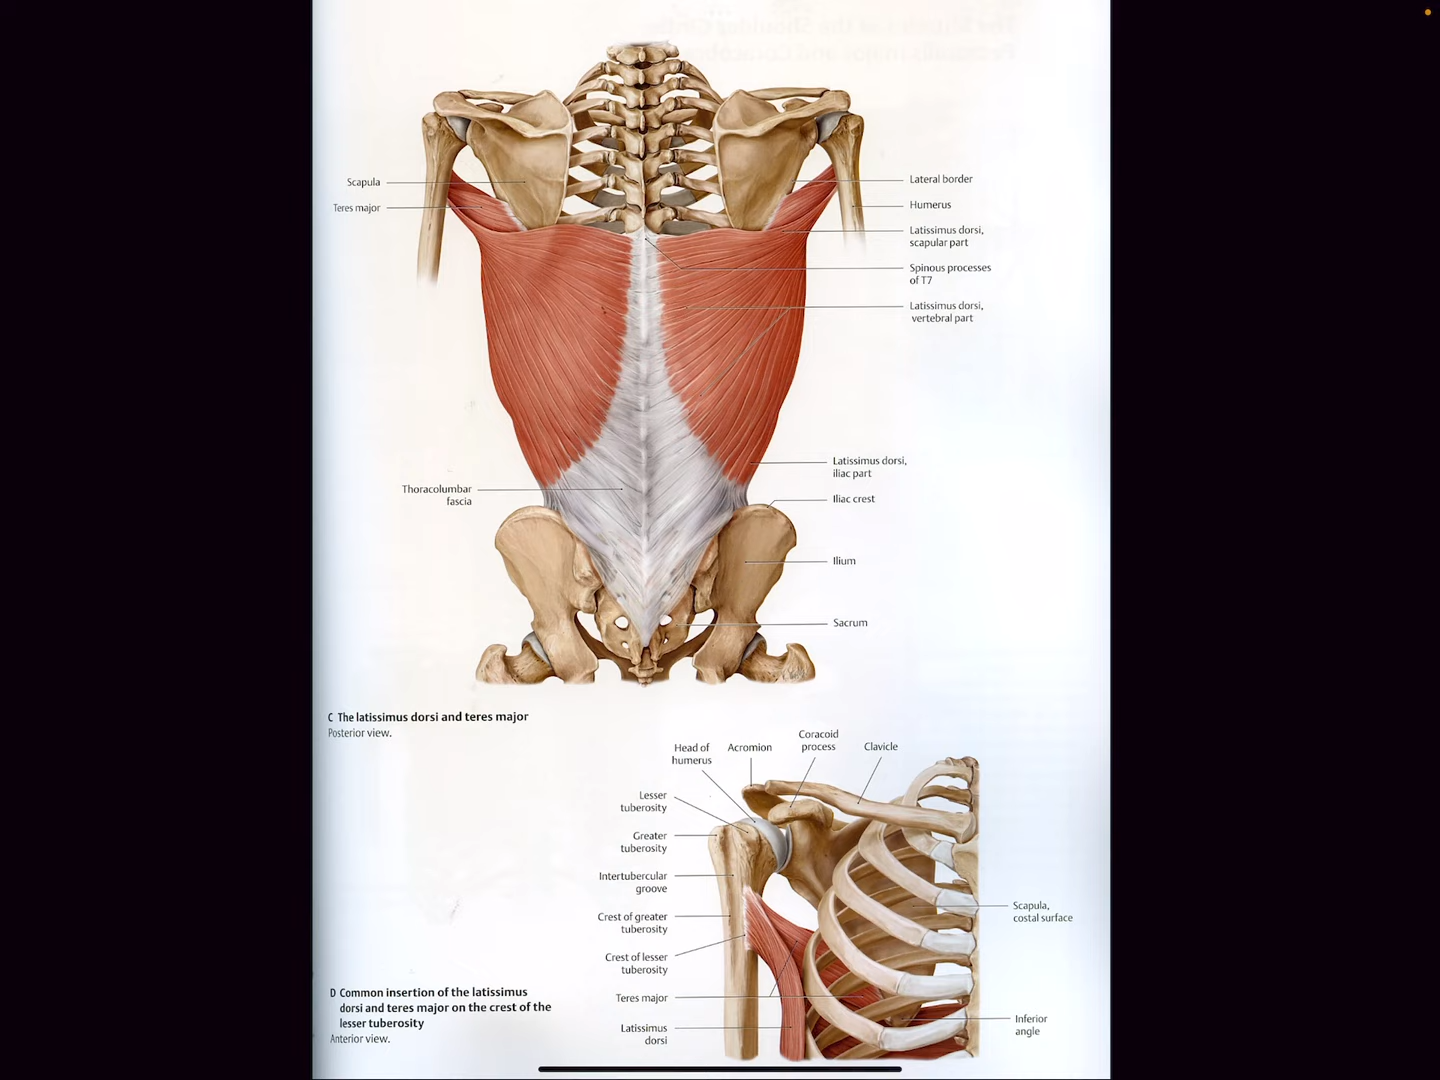 Scapula
Teres major
Lateral border
Humerus
Latissimus dorsi,
scapular part
Spinous processes
of T7
Latissimus dorsi,
vertebral part
Latissimus dorsi,
iliac part
Thoracolumbar
fascia
Iliac crest
Ilium
Sacrum
C The latissimus dorsi and teres major
Posterior view.
Head of
humerus
Acromion
Coracoid
process
Clavicle
Lesser
tuberosity
Greater
tuberosity
Intertubercular
groove
Crest of greater
tuberosity
Crest of lesser
tuberosity
Teres major
Latissimus
dorsi
Scapula,
costal surface
Inferior
angle
D Common insertion of the latissimus
dorsi and teres major on the crest of the
lesser tuberosity
Anterior view.